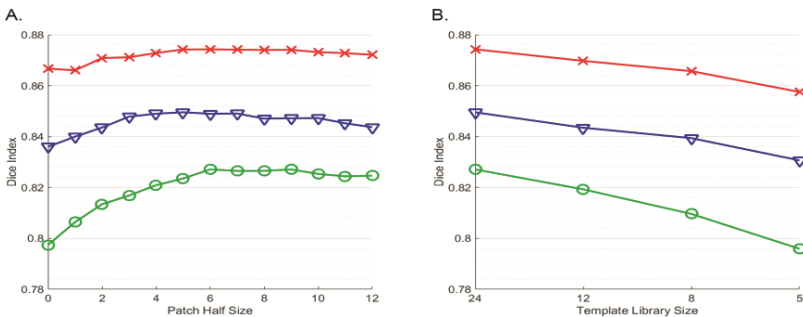 A.
B.
0.88
0.86
0.84
0.82
0.8
0.78
Dice Index
0 2 4 6 8 10 12
Patch Half Size
0.88
0.86
0.84
0.82
0.8
0.78
Dice Index
24 12 8 5
Template Library Size